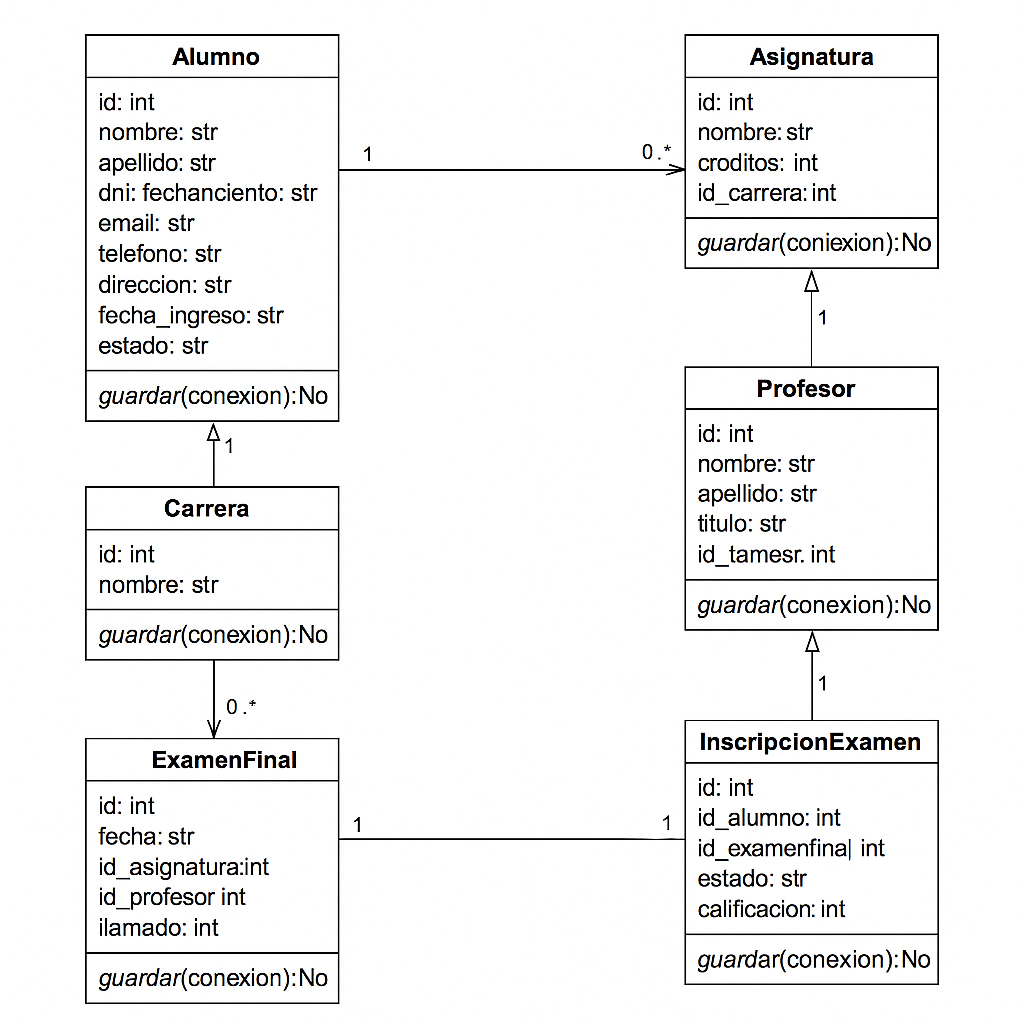 Alumno
id: int
nombre: str
apellido: str
dni: fechanciento: str
email: str
telefono: str
direccion: str
fecha_ingreso: str
estado: str
guardar(conexion):No
1
0.*
Asignatura
id: int
nombre: str
croditos: int
id_carrera: int
guardar(coniexion):No
1
Profesor
id: int
nombre: str
apellido: str
titulo: str
id_tamesr. int
guardar(conexion):No
1
1
Carrera
id: int
nombre: str
guardar(conexion):No
0.*
ExamenFinal
id: int
fecha: str
id_asignatura:int
id_profesor int
ilamado: int
guardar(conexion):No
1
1
InscripcionExamen
id: int
id_alumno: int
id_examenfina| int
estado: str
calificacion: int
guardar(conexion):No